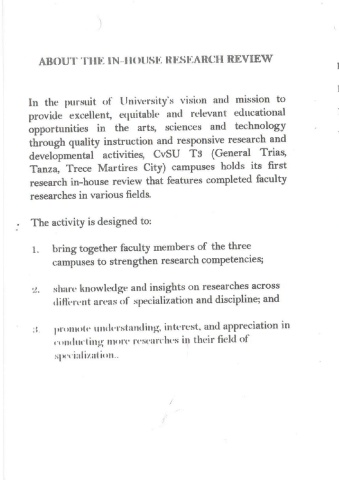 ABOUT THE IN-HOUSE RESEARCH REVIEW
In the pursuit of University's vision and mission to
provide excellent, equitable and relevant educational
opportunities in the arts, sciences and technology
through quality instruction and responsive research and
developmental activities, CvSU T3 (General Trias,
Tanza, Trece Martires City) campuses holds its first
research in-house review that features completed faculty
researches in various fields.
The activity is designed to:
1. bring together faculty members of the three
campuses to strengthen research competencies;
2. share knowledge and insights on researches across
different areas of specialization and discipline; and
3 promote understanding, interest, and appreciation in
conducting more researches in their field of
specialization..